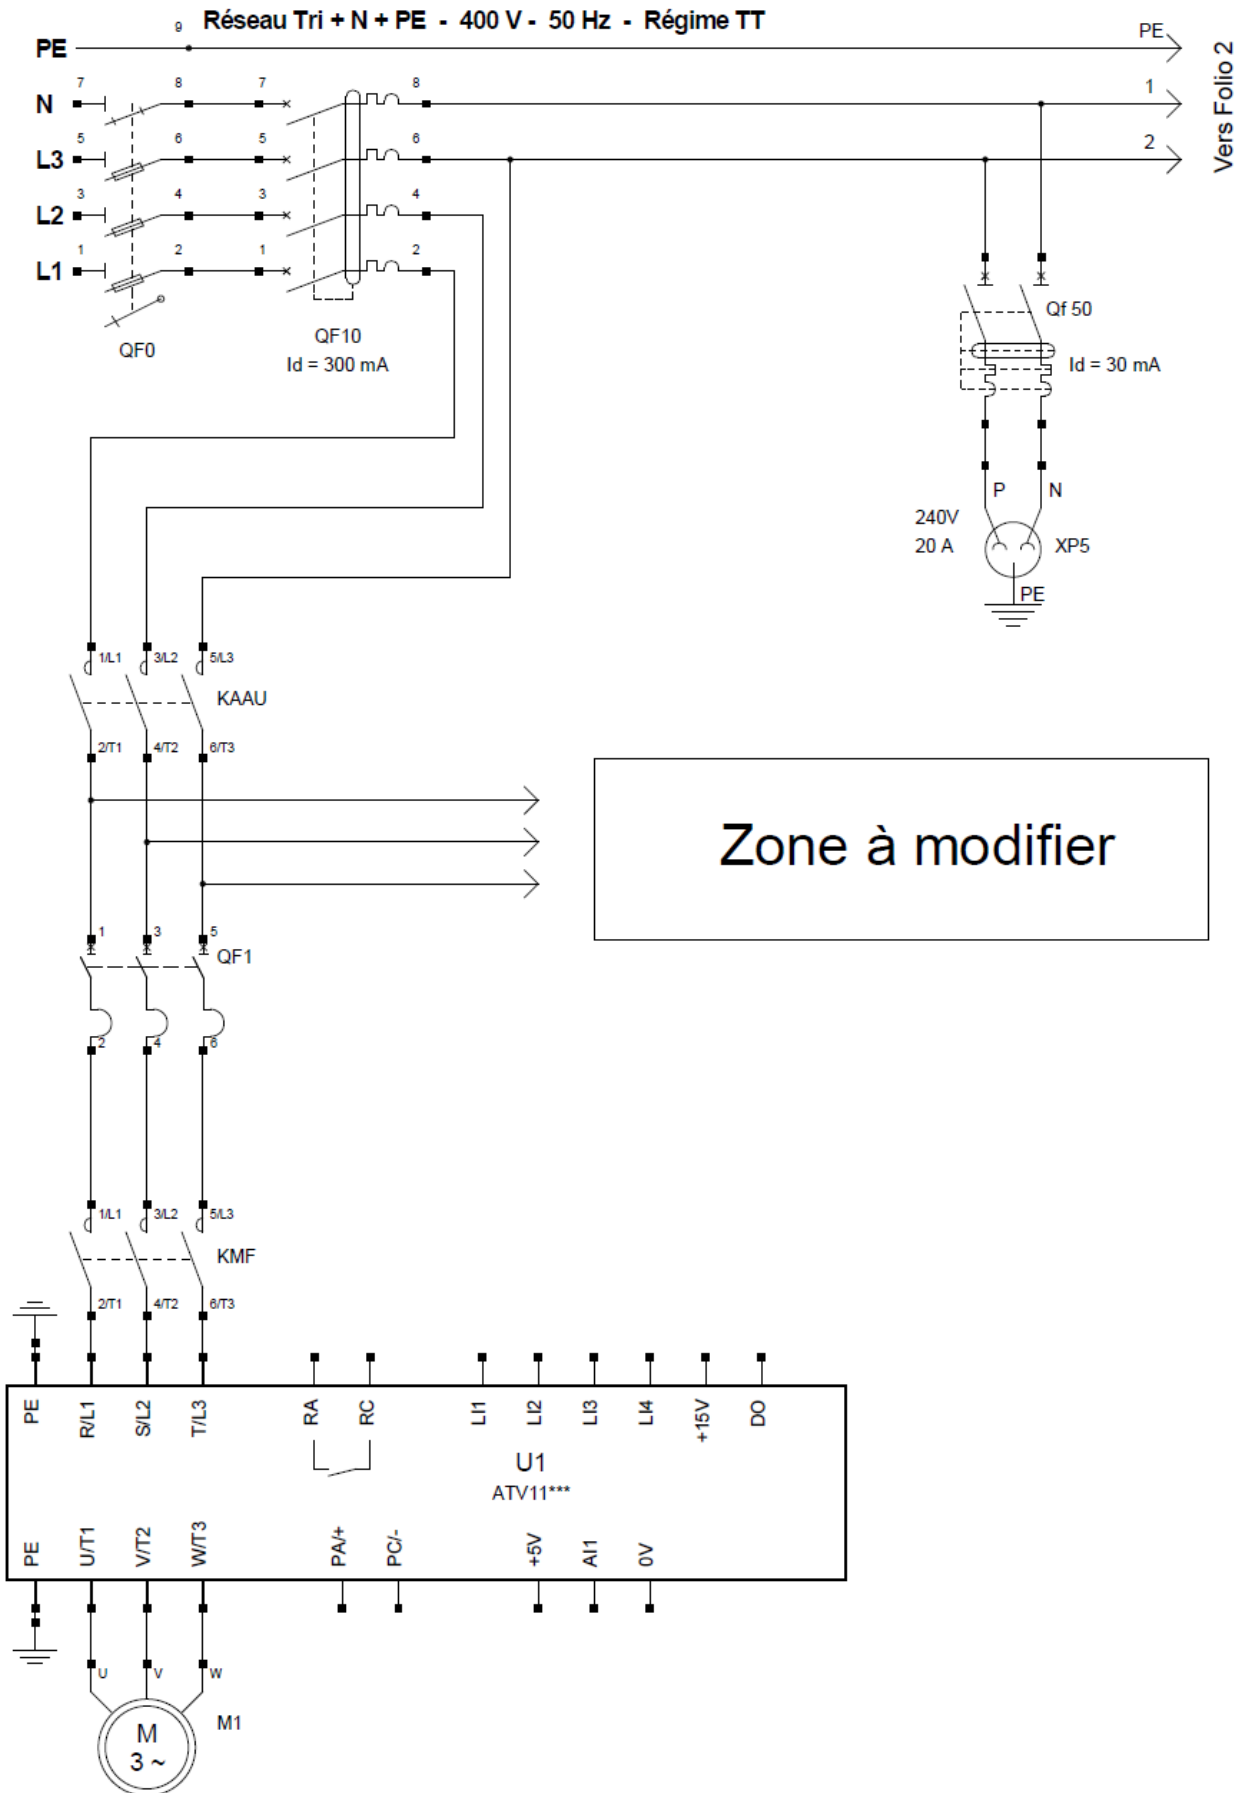 Réseau Tri + N + PE - 400 V - 50 Hz - Régime TT
PE 9 PE
N 7 8 7 8 1
L3 5 6 5 6 2
Vers Folio 2
L2 3 4 3 4
L1 1 2 1 2
QF0
QF10
Id = 300 mA
Qf 50
Id = 30 mA
P N
240V
20 A
XP5
PE
1/L1 3/L2 5/L3
KAAU
2/T1 4/T2 6/T3
Zone à modifier
1 3 5
QF1
2 4 6
1/L1 3/L2 5/L3
KMF
2/T1 4/T2 6/T3
PE R/L1 S/L2 T/L3 RA RC LI1 LI2 LI3 LI4 +15V DO
U1
ATV11***
PE U/T1 V/T2 W/T3 PA/+ PC/- +5V AI1 0V
U V W
M
3 ~
M1